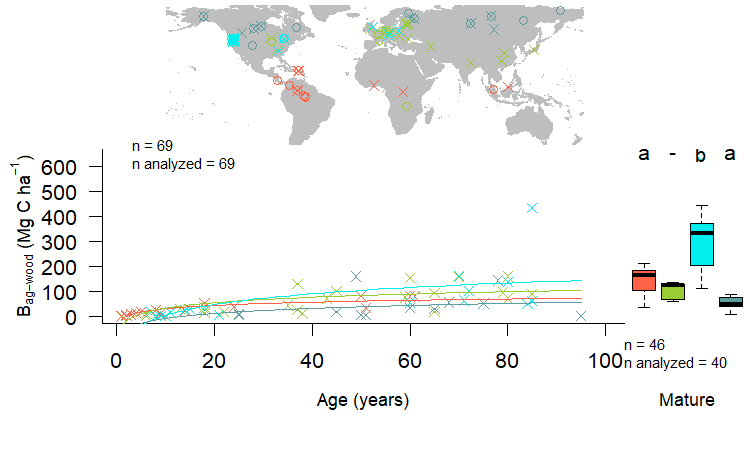 n = 69
n analyzed = 69
a - b a
B ag−wood (Mg C ha⁻¹)
600
500
400
300
200
100
0
0 20 40 60 80 100
n = 46
n analyzed = 40
Age (years)
Mature